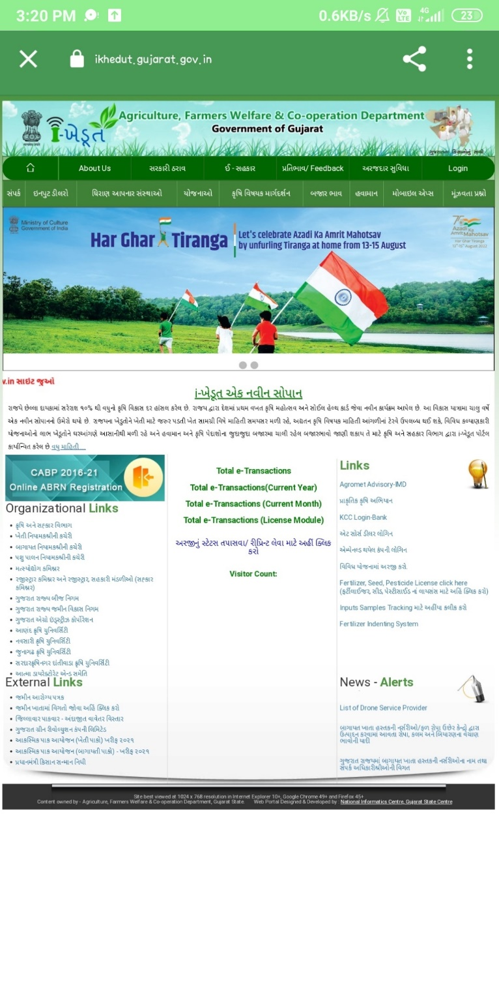 3:20 PM
0.6KB/s
Vo
LTE
4G
23
ikhedut.gujarat.gov.in
Agriculture, Farmers Welfare & Co-operation Department
Government of Gujarat
i-ખેડૂત
About Us
સરકારી ઠરાવ
ઈ - સહકાર
પ્રતિભાવ/ Feedback
અરજદાર સુવિધા
Login
સંપર્ક
ઇનપુટ ડીલરો
ધિરાણ આપનાર સંસ્થાઓ
યોજનાઓ
કૃષિ વિષયક માર્ગદર્શન
બજાર ભાવ
હવામાન
મોબાઇલ એપ્સ
મૂંઝવતા પ્રશ્નો
Ministry of Culture
Government of India
Har Ghar Tiranga
Let's celebrate Azadi Ka Amrit Mahotsav
by unfurling Tiranga at home from 13-15 August
Azadi Ka
Amrit Mahotsav
Har Ghar Tiranga
v.in સાઇટ જુઓ
i-ખેડૂત એક નવીન સોપાન
રાજ્યે છેલ્લા દાયકામાં સરેરાશ ૧૦% થી વધુનો કૃષિ વિકાસ દર હાંસલ કરેલ છે. રાજ્ય દ્વારા દેશમાં પ્રથમ વખત કૃષિ મહોત્સવ અને સોઈલ હેલ્થ કાર્ડ જેવા નવીન કાર્યક્રમ આપેલ છે. આ વિકાસ યાત્રામા ચાલુ વર્ષે
એક નવીન સોપાનનો ઉમેરો થયો છે. રાજ્યના ખેડુતોને ખેતી માટે જરુર પડતી ખેત સામગ્રી વિષે માહિતી સમયસર મળી રહે, અદ્યતન કૃષિ વિષયક માહિતી આંગળીના ટેરવે ઉપલબ્ધ થઈ શકે, વિવિધ કલ્યાણકારી
યોજનાઓનો લાભ ખેડૂતોને ઘરઆંગણે આસાનીથી મળી રહે અને હવામાન અને કૃષિ પેદાશોના જુદાજુદા બજારમા ચાલી રહેલ બજારભાવો જાણી શકાય તે માટે કૃષિ અને સહકાર વિભાગ દ્વારા i-ખેડૂત પોર્ટલ
કાર્યાન્વિત કરેલ છે વધુ માહિતી....
CABP 2016-21
Online ABRN Registration
Organizational Links
કૃષિ અને સહકાર વિભાગ
ખેતી નિયામકશ્રીની કચેરી
બાગાયત નિયામકશ્રીની કચેરી
પશુ પાલન નિયામકશ્રીની કચેરી
મત્સ્યોદ્યોગ કમિશ્નર
રજીસ્ટ્રાર કમિશ્નર અને રજીસ્ટ્રાર, સહકારી મંડળીઓ (સહકાર
કમિશ્નર)
ગુજરાત રાજ્ય બીજ નિગમ
ગુજરાત રાજ્ય જમીન વિકાસ નિગમ
ગુજરાત એગ્રો ઇંડ્સ્ટ્રીઝ કોર્પોરેશન
આણંદ કૃષિ યુનિવર્સિટી
નવસારી કૃષિ યુનિવર્સિટી
જુનાગઢ કૃષિ યુનિવર્સિટી
સરદારકૃષિનગર દાંતીવાડા કૃષિ યુનિવર્સિટી
આત્મા ડાયરેક્ટોરેટ એન્ડ સમેતિ
External Links
જમીન આરોગ્ય પત્રક
જમીન ખાતામાં વિગતો જોવા અહિં ક્લિક કરો
જિલ્લાવાર પાકવાર - અંદાજીત વાવેતર વિસ્તાર
ગુજરાત ગ્રીન રીવોલ્યુશન કંપની લિમિટેડ
આકસ્મિક પાક આયોજન (ખેતી પાકો) ખરીફ ૨૦૨૧
આકસ્મિક પાક આયોજન (બાગાયતી પાકો) - ખરીફ ૨૦૨૧
પ્રધાનમંત્રી કિસાન સન્માન નિધી
Total e-Transactions
Total e-Transactions(Current Year)
Total e-Transactions (Current Month)
Total e-Transactions (License Module)
અરજીનું સ્ટેટસ તપાસવા/ રીપ્રિન્ટ લેવા માટે અહીં ક્લિક
કરો
Visitor Count:
Links
Agromet Advisory-IMD
પ્રાકૃતિક કૃષિ અભિયાન
KCC Login-Bank
એટ સોર્સ ડીલર લોગિન
એમ્પેનલ્ડ થયેલ કંપની લોગિન
વિવિધ યોજનામાં અરજી કરો.
Fertilizer, Seed, Pesticide License click here
(ફર્ટીલાઈજર, સીડ, પેસ્ટીસાઈડ નાં લાયસંસ માટે અહિં ક્લિક કરો)
Inputs Samples Tracking માટે અહીંયા કલીક કરો
Fertilizer Indenting System
News - Alerts
List of Drone Service Provider
બાગાયત ખાતા હસ્તકની નર્સરીઓ/ફળ રોપા ઉછેર કેન્દ્રો દ્વારા
ઉત્પાદન કરવામાં આવતા રોપા, કલમ અને બિયારણના વેચાણ
ભાવોની યાદી
ગુજરાત રાજ્યમાં બાગાયત ખાતા હસ્તકની નર્સરીઓના નામ તથા
સંપર્ક અધિકારીશ્રીઓની વિગત
Site best viewed at 1024 x 768 resolution in Internet Explorer 10+, Google Chrome 49+ and Firefox 45+
Content owned by - Agriculture, Farmers Welfare & Co-operation Department, Gujarat State. Web Portal Designed & Developed by : National Informatics Centre, Gujarat State Centre